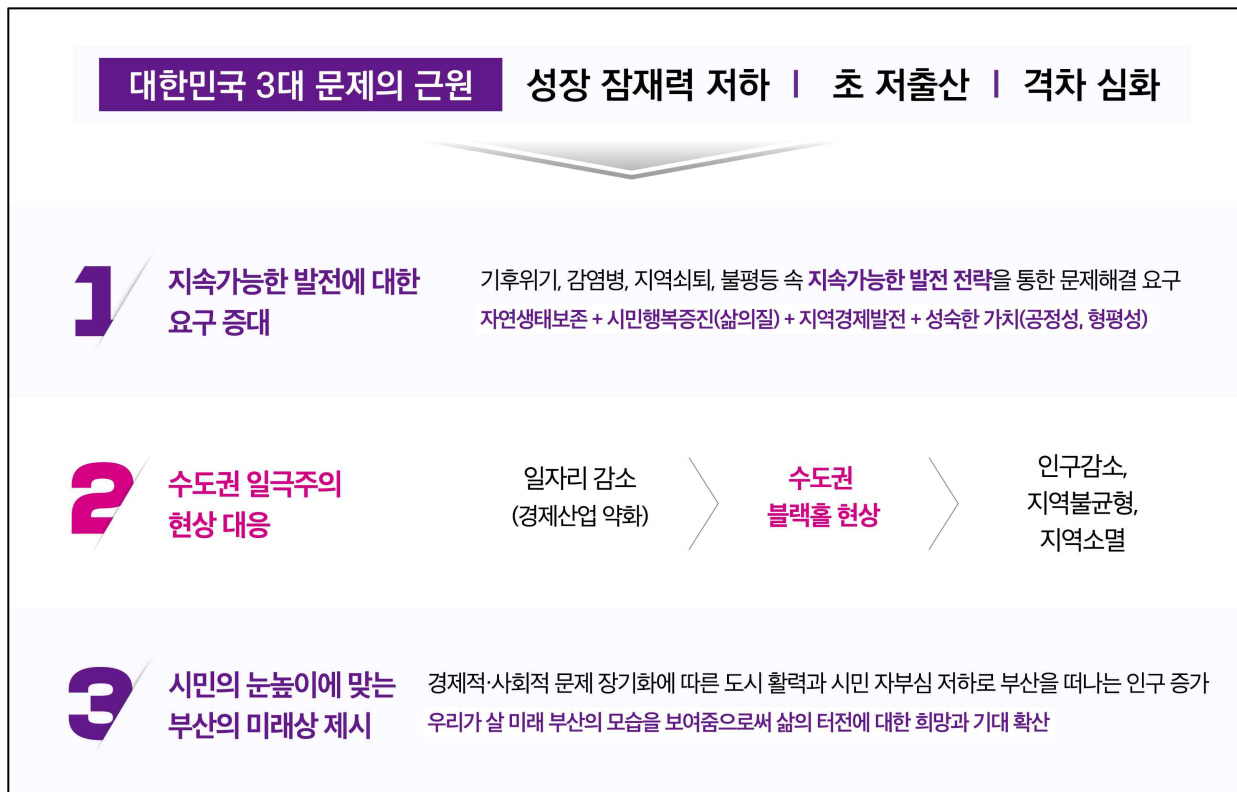 대한민국 3대 문제의 근원 성장 잠재력 저하 | 초 저출산 | 격차 심화
1
지속가능한 발전에 대한
요구 증대
기후위기, 감염병, 지역쇠퇴, 불평등 속 지속가능한 발전 전략을 통한 문제해결 요구
자연생태보존 + 시민행복증진(삶의질) + 지역경제발전 + 성숙한 가치(공정성, 형평성)
2
수도권 일극주의
현상 대응
일자리 감소
(경제산업 약화)
수도권
블랙홀 현상
인구감소,
지역불균형,
지역소멸
3
시민의 눈높이에 맞는
부산의 미래상 제시
경제적·사회적 문제 장기화에 따른 도시 활력과 시민 자부심 저하로 부산을 떠나는 인구 증가
우리가 살 미래 부산의 모습을 보여줌으로써 삶의 터전에 대한 희망과 기대 확산